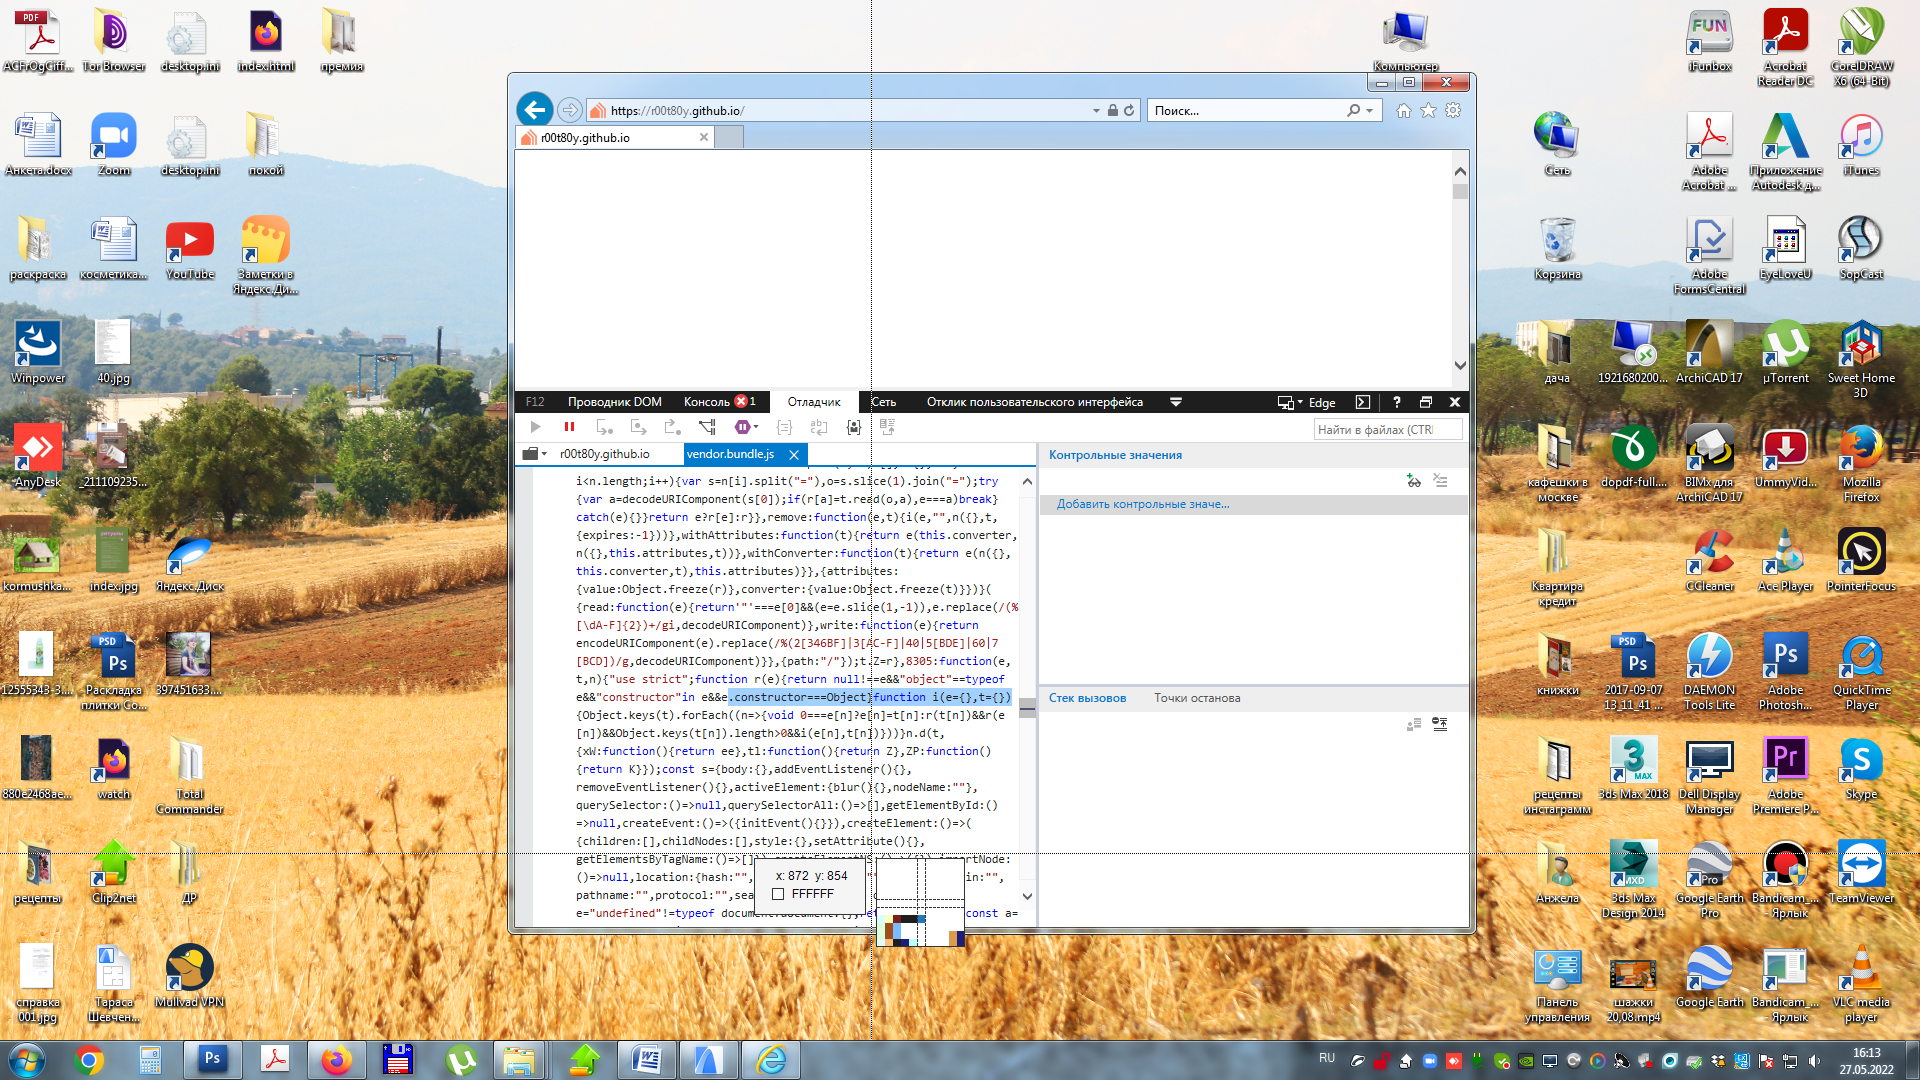 ACFrOgCiff...
Tor Browser
desktop.ini
index.html
премия
Компьютер
iFunbox
Acrobat Reader DC
CorelDRAW X6 (64-Bit)
Анкета.docx
Zoom
desktop.ini
покой
Сеть
Adobe Acrobat ...
Приложение Autodesk д...
iTunes
раскраска
косметика...
YouTube
Заметки в Яндекс.Ди...
Корзина
Adobe FormsCentral
EyeLoveU
SopCast
Winpower
40.jpg
дача
1921680200...
ArchiCAD 17
µTorrent
Sweet Home 3D
AnyDesk
_211109235...
кафешки в москве
dopdf-full....
BIMx для ArchiCAD 17
UmmyVid...
Mozilla Firefox
kormushka...
index.jpg
Яндекс.Диск
Квартира кредит
CCleaner
Ace Player
PointerFocus
12555343-3....
Раскладка плитки Co...
397451633....
книжки
2017-09-07 13_11_41 ...
DAEMON Tools Lite
Adobe Photosh...
QuickTime Player
880e2468ae...
watch
Total Commander
рецепты инстаграмм
3ds Max 2018
Dell Display Manager
Adobe Premiere P...
Skype
рецепты
Clip2net
ДР
Анжела
3ds Max Design 2014
Google Earth Pro
Bandicam_... - Ярлык
TeamViewer
справка 001.jpg
Тараса Шевчен...
Mullvad VPN
Панель управления
шажки 20,08.mp4
Google Earth
Bandicam_... - Ярлык
VLC media player
https://r00t80y.github.io/
Поиск...
r00t80y.github.io
F12 Проводник DOM Консоль 1 Отладчик Сеть Отклик пользовательского интерфейса Edge ?
Найти в файлах (CTRL
r00t80y.github.io vendor.bundle.js
Контрольные значения
Добавить контрольные значе...
Стек вызовов Точки останова
i<n.length;i++){var s=n[i].split("="),o=s.slice(1).join("=");try
{var a=decodeURIComponent(s[0]);if(r[a]=t.read(o,a),e===a)break}
catch(e){}}return e?r[e]:r}},remove:function(e,t){i(e,"",n({},t,
{expires:-1}))},withAttributes:function(t){return e(this.converter,
n({},this.attributes,t))},withConverter:function(t){return e(n({},
this.converter,t),this.attributes)}},{attributes:
{value:Object.freeze(r)},converter:{value:Object.freeze(t)}})}(
{read:function(e){return'"'===e[0]&&(e=e.slice(1,-1)),e.replace(/(%
[\dA-F]{2})+/gi,decodeURIComponent)},write:function(e){return
encodeURIComponent(e).replace(/%(2[346BF]|3[AC-F]|40|5[BDE]|60|7
[BCD])/g,decodeURIComponent)}},{path:"/"});t.Z=r},8305:function(e,
t,n){"use strict";function r(e){return null!==e&&"object"==typeof
e&&"constructor"in e&&e.constructor===Object}function i(e={},t={})
{Object.keys(t).forEach((n=>{void 0===e[n]?e[n]=t[n]:r(t[n])&&r(e
[n])&&Object.keys(t[n]).length>0&&i(e[n],t[n])}))}n.d(t,
{xW:function(){return ee},tl:function(){return Z},ZP:function()
{return K}});const s={body:{},addEventListener(){},
removeEventListener(){},activeElement:{blur(){},nodeName:""},
querySelector:()=>null,querySelectorAll:()=>[],getElementById:()
=>null,createEvent:()=>({initEvent(){}}),createElement:()=>(
{children:[],childNodes:[],style:{},setAttribute(){},
getElementsByTagName:()=>[]}),createElementNS:()=>({}),importNode:
()=>null,location:{hash:"",
pathname:"",protocol:"",sea
e="undefined"!=typeof document?document:{};ret const a=
x: 872 y: 854
FFFFFF
RU
16:13
27.05.2022